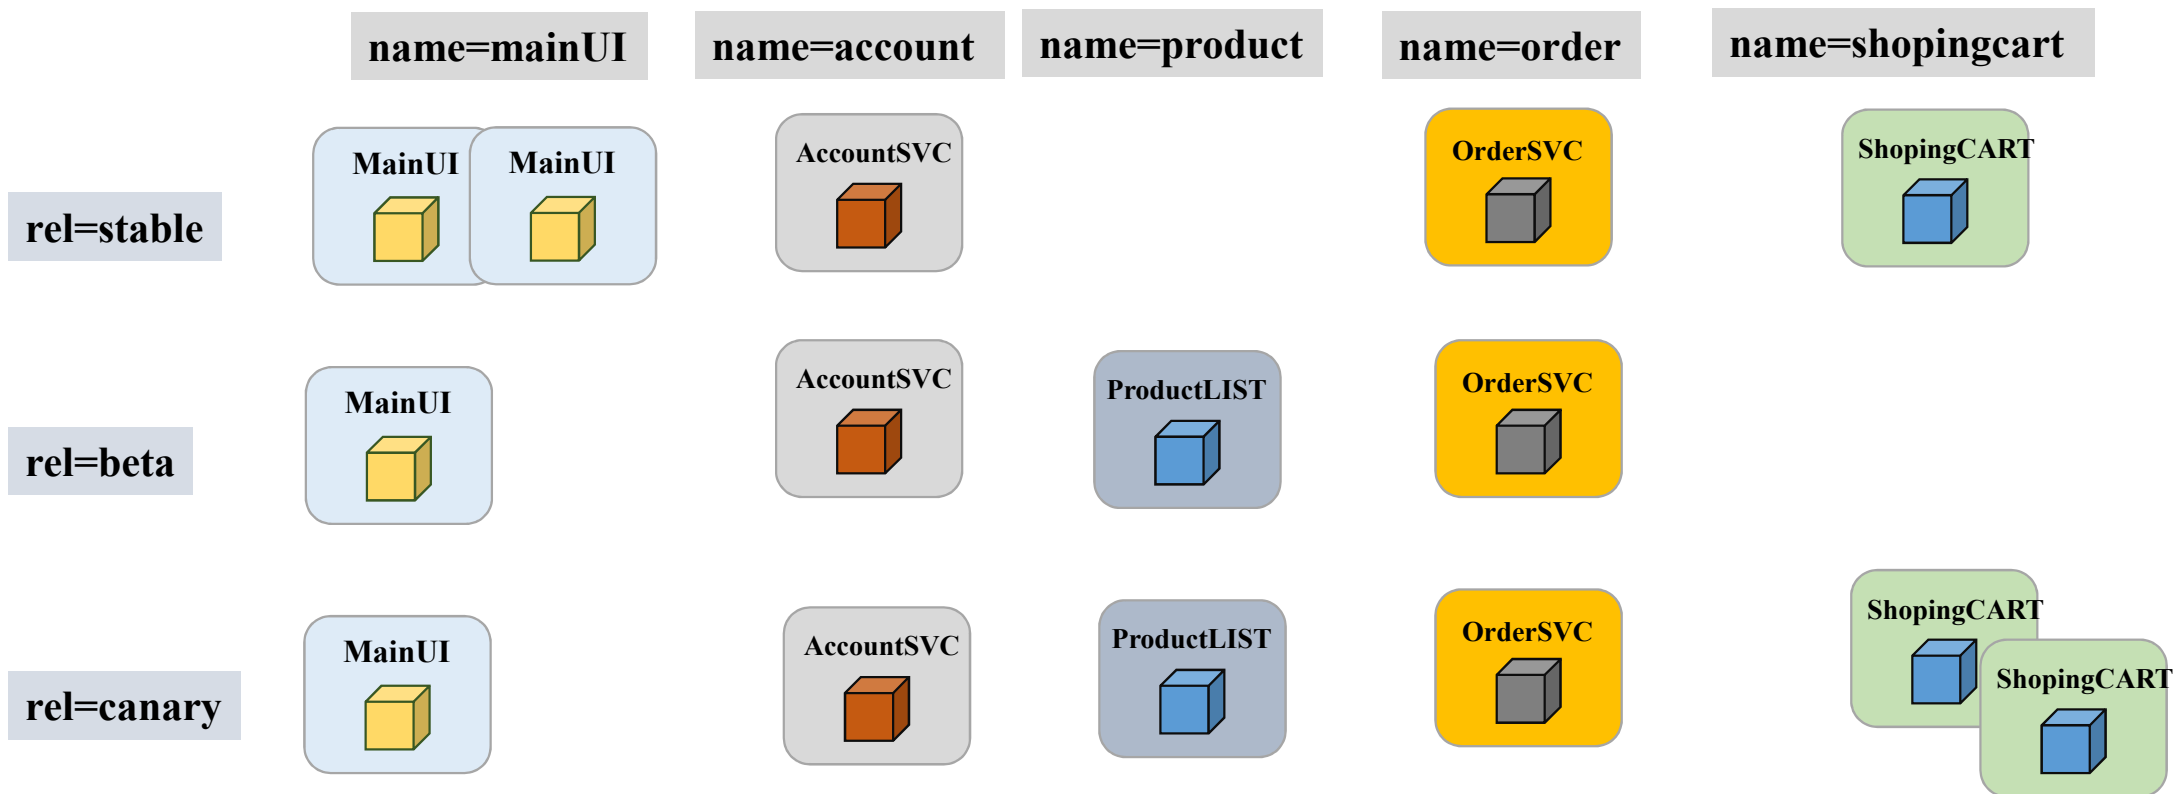 name=mainUI
name=account
name=product
name=order
name=shopingcart
rel=stable
MainUI
MainUI
AccountSVC
OrderSVC
ShopingCART
rel=beta
MainUI
AccountSVC
ProductLIST
OrderSVC
rel=canary
MainUI
AccountSVC
ProductLIST
OrderSVC
ShopingCART
ShopingCART